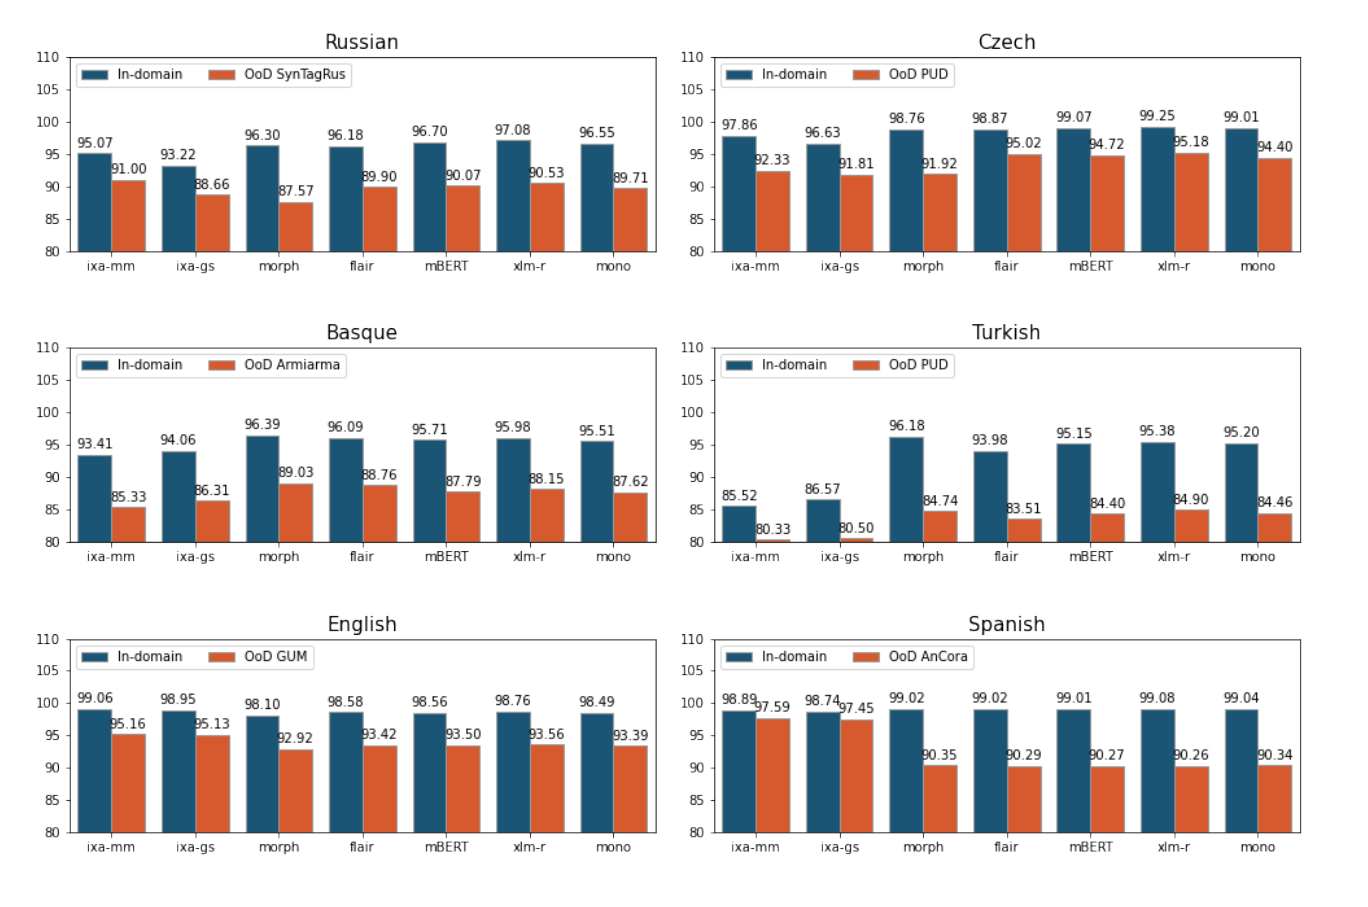 Russian
In-domain OoD SynTagRus
110
105
100
95
90
85
80
95.07 91.00 93.22 88.66 96.30 87.57 96.18 89.90 96.70 90.07 97.08 90.53 96.55 89.71
ixa-mm ixa-gs morph flair mBERT xlm-r mono
Czech
In-domain OoD PUD
110
105
100
95
90
85
80
97.86 92.33 96.63 91.81 98.76 91.92 98.87 95.02 99.07 94.72 99.25 95.18 99.01 94.40
ixa-mm ixa-gs morph flair mBERT xlm-r mono
Basque
In-domain OoD Armiarma
110
105
100
95
90
85
80
93.41 85.33 94.06 86.31 96.39 89.03 96.09 88.76 95.71 87.79 95.98 88.15 95.51 87.62
ixa-mm ixa-gs morph flair mBERT xlm-r mono
Turkish
In-domain OoD PUD
110
105
100
95
90
85
80
85.52 80.33 86.57 80.50 96.18 84.74 93.98 83.51 95.15 84.40 95.38 84.90 95.20 84.46
ixa-mm ixa-gs morph flair mBERT xlm-r mono
English
In-domain OoD GUM
110
105
100
95
90
85
80
99.06 95.16 98.95 95.13 98.10 92.92 98.58 93.42 98.56 93.50 98.76 93.56 98.49 93.39
ixa-mm ixa-gs morph flair mBERT xlm-r mono
Spanish
In-domain OoD AnCora
110
105
100
95
90
85
80
98.89 97.59 98.74 97.45 99.02 90.35 99.02 90.29 99.01 90.27 99.08 90.26 99.04 90.34
ixa-mm ixa-gs morph flair mBERT xlm-r mono